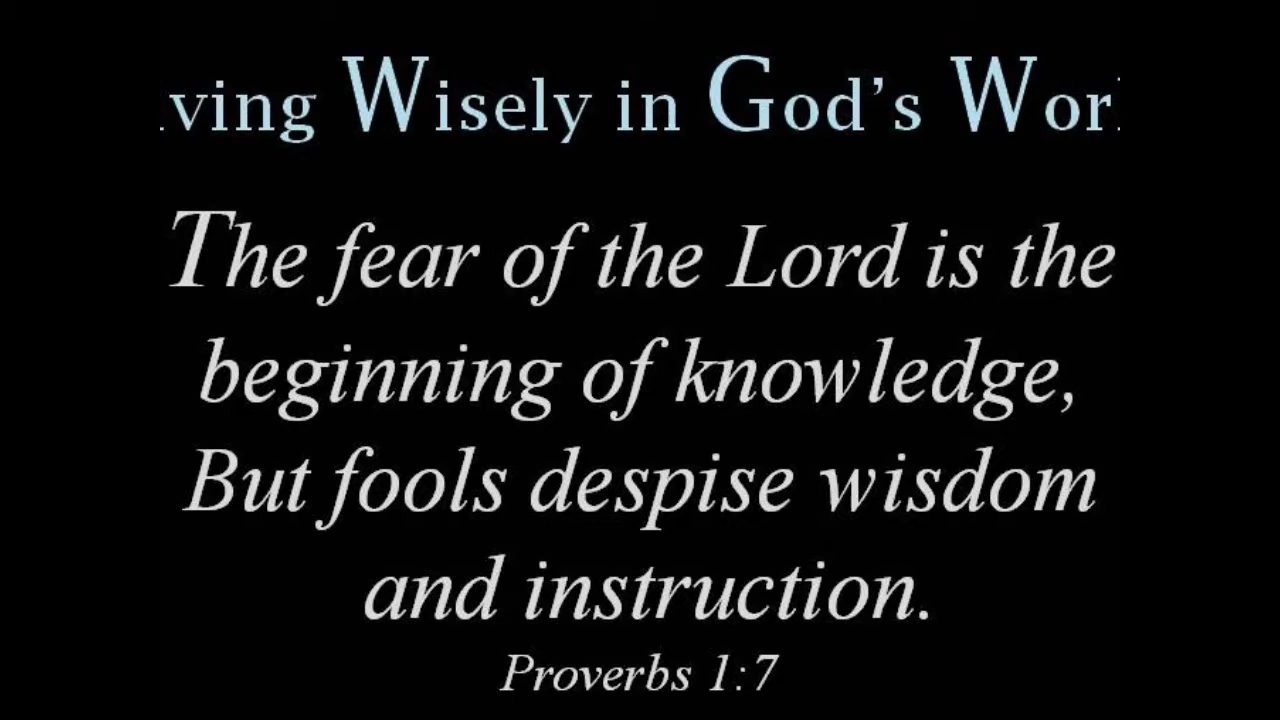 ving Wisely in God's Wor
The fear of the Lord is the
beginning of knowledge,
But fools despise wisdom
and instruction.
Proverbs 1:7